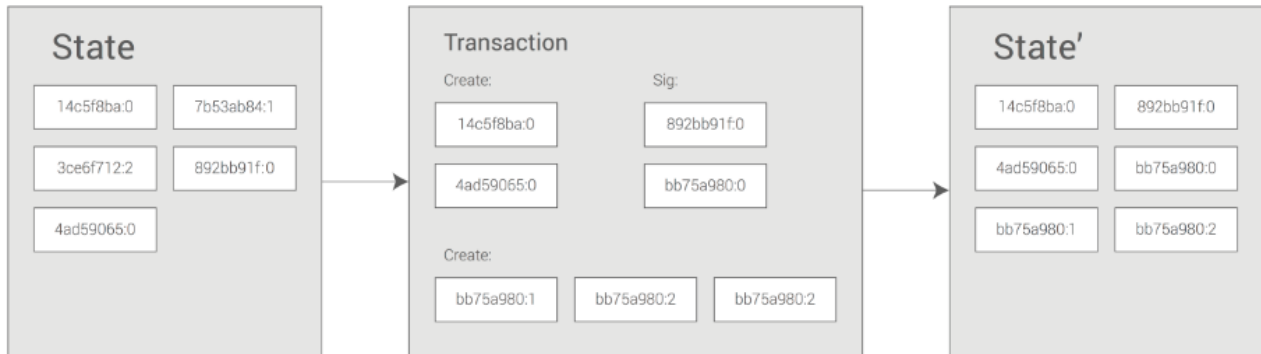 State
14c5f8ba:0 7b53ab84:1
3ce6f712:2 892bb91f:0
4ad59065:0
Transaction
Create: Sig:
14c5f8ba:0 892bb91f:0
4ad59065:0 bb75a980:0
Create:
bb75a980:1 bb75a980:2 bb75a980:2
State’
14c5f8ba:0 892bb91f:0
4ad59065:0 bb75a980:0
bb75a980:1 bb75a980:2